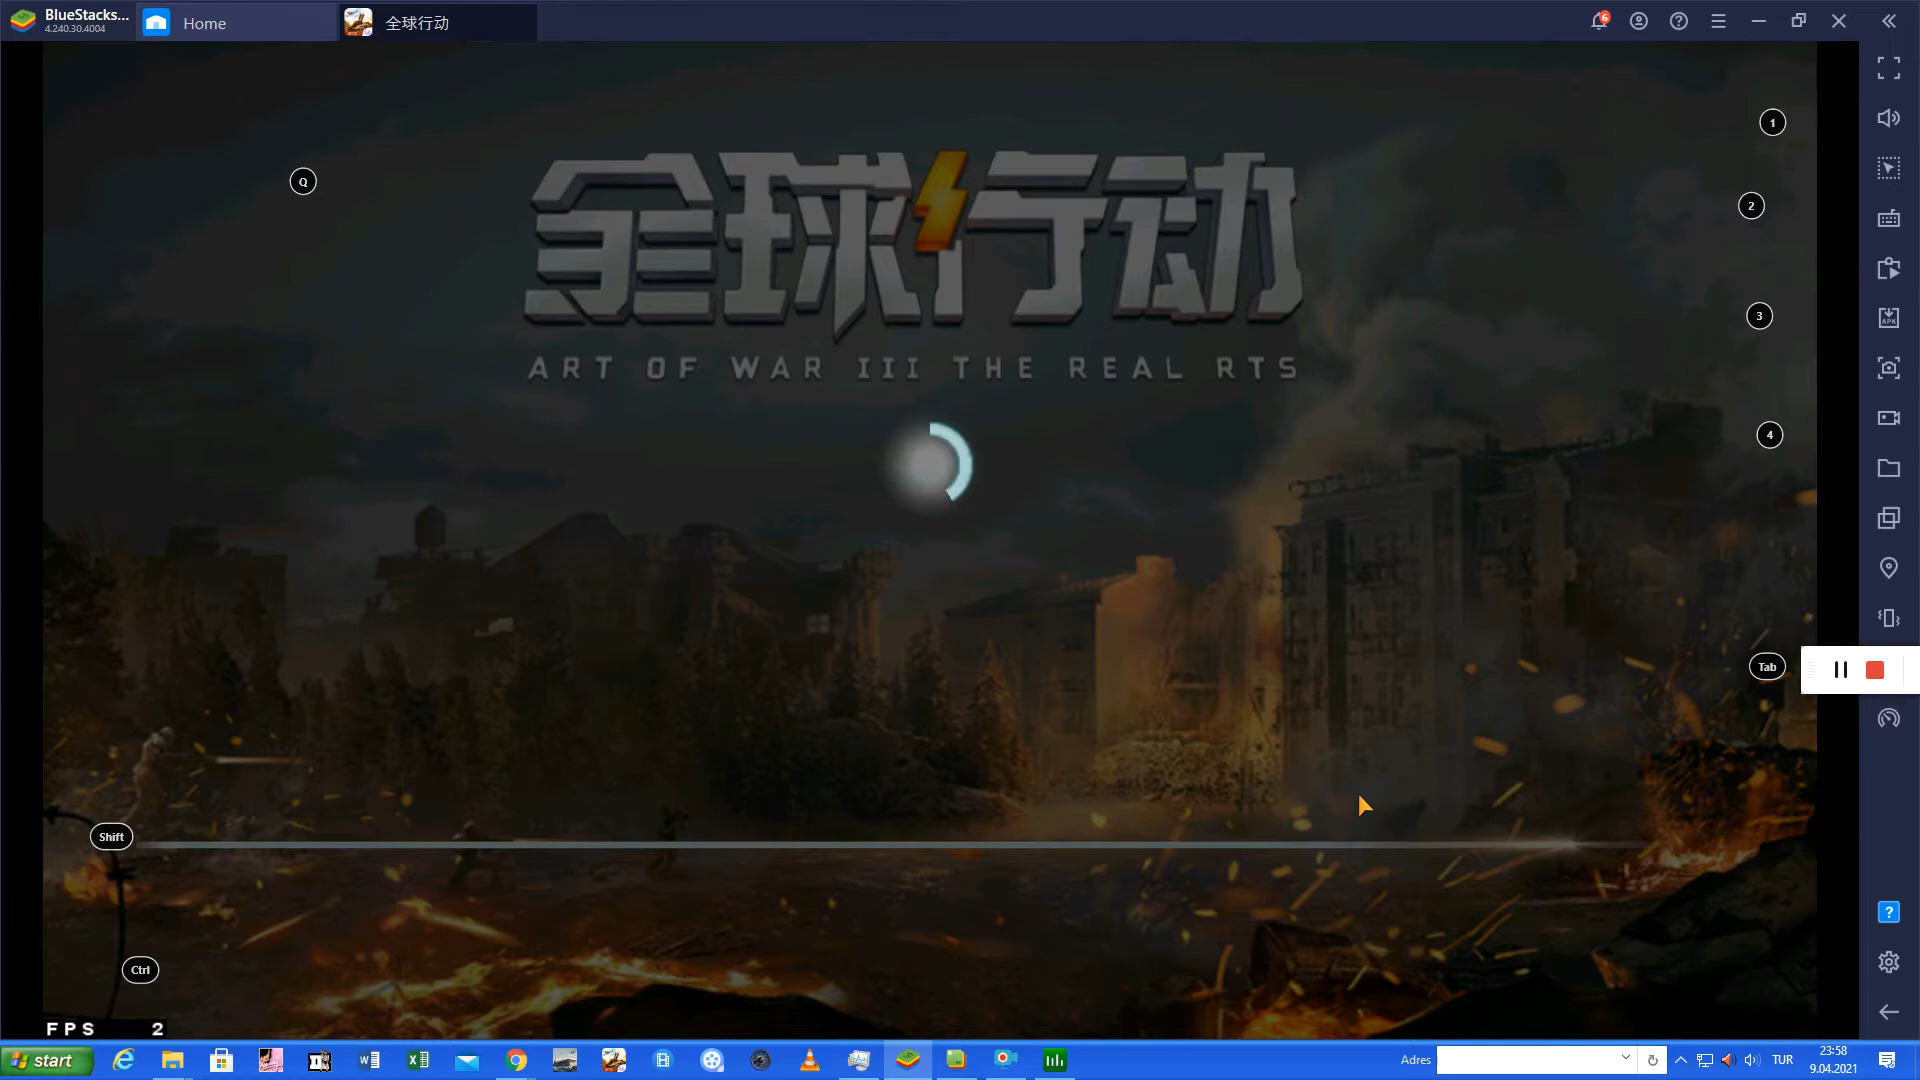 BlueStacks...
4.240.30.4004
Home
全球行动
6
1
Q
2
全球行动
3
APK
ART OF WAR III THE REAL RTS
4
Tab
Shift
?
Ctrl
FPS 2
start
Adres
TUR
23:58
9.04.2021